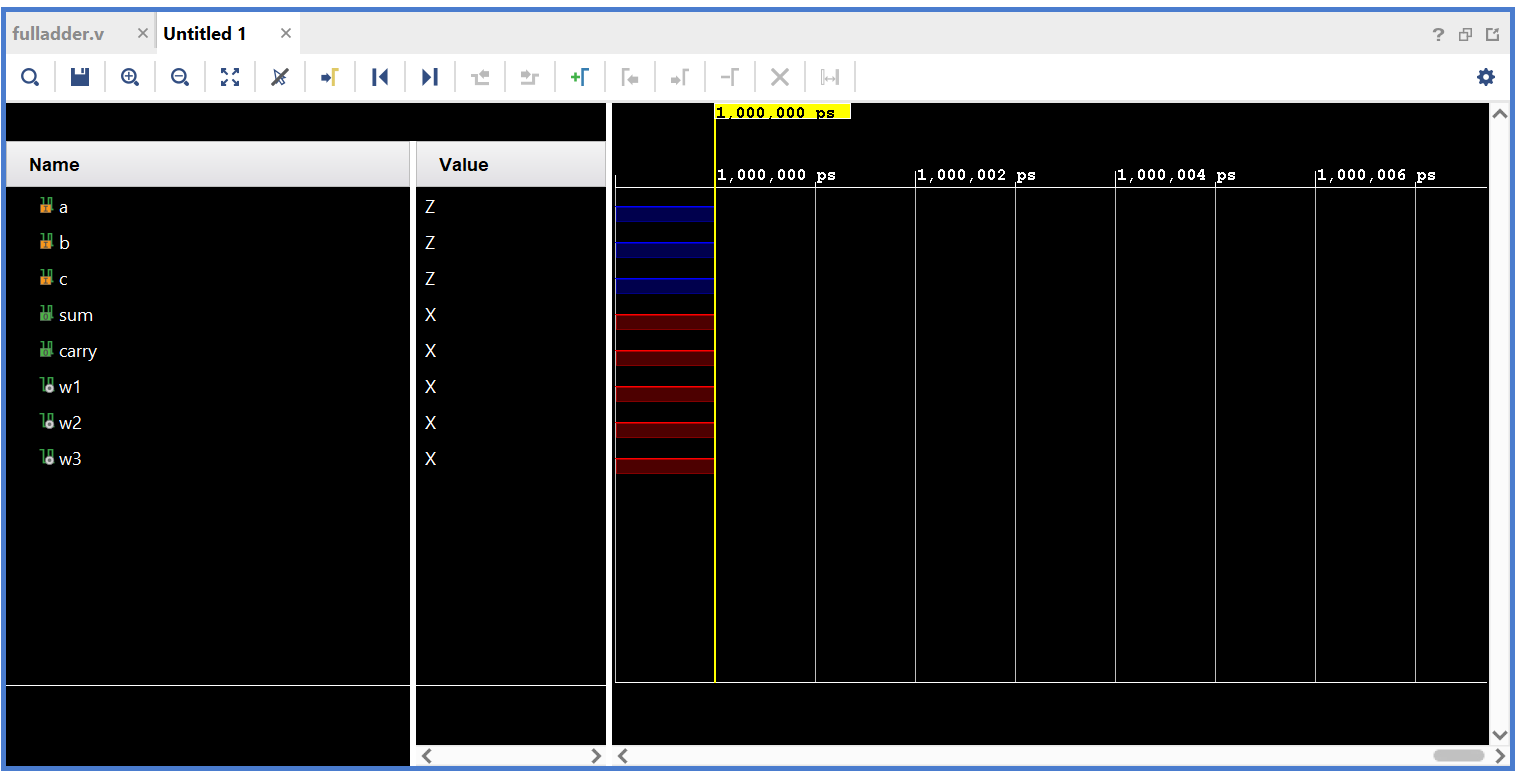 fulladder.v × Untitled 1 ×
?
1,000,000 ps
Name Value
1,000,000 ps 1,000,002 ps 1,000,004 ps 1,000,006 ps
a Z
b Z
c Z
sum X
carry X
w1 X
w2 X
w3 X